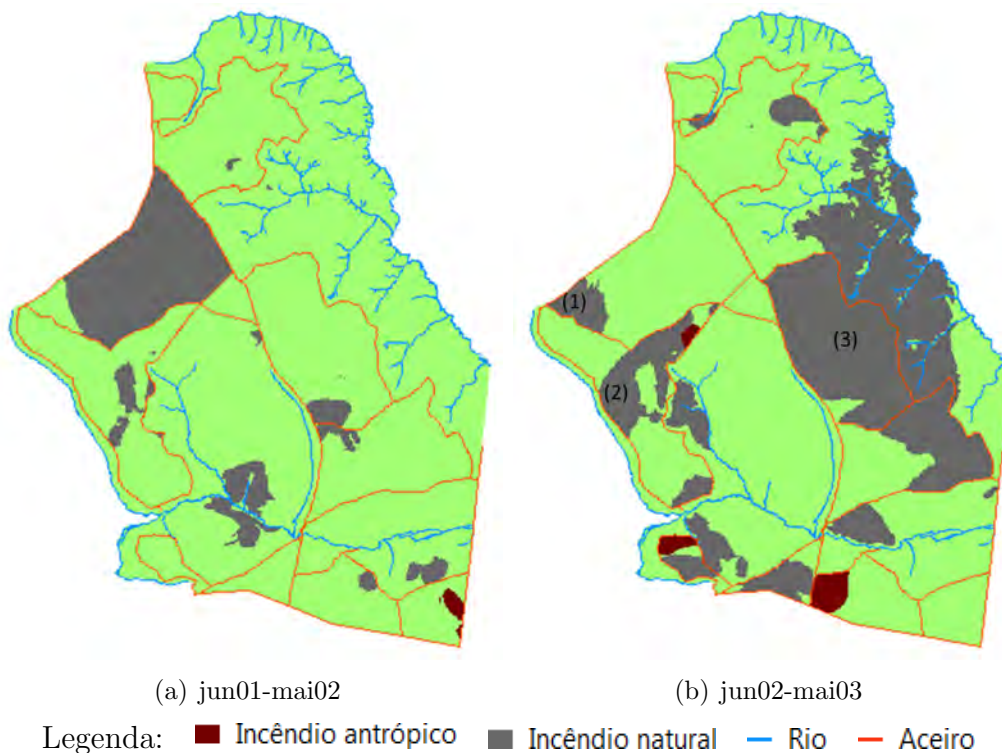 (1)
(2)
(3)
(a) jun01-mai02
(b) jun02-mai03
Legenda: Incêndio antrópico Incêndio natural Rio Aceiro